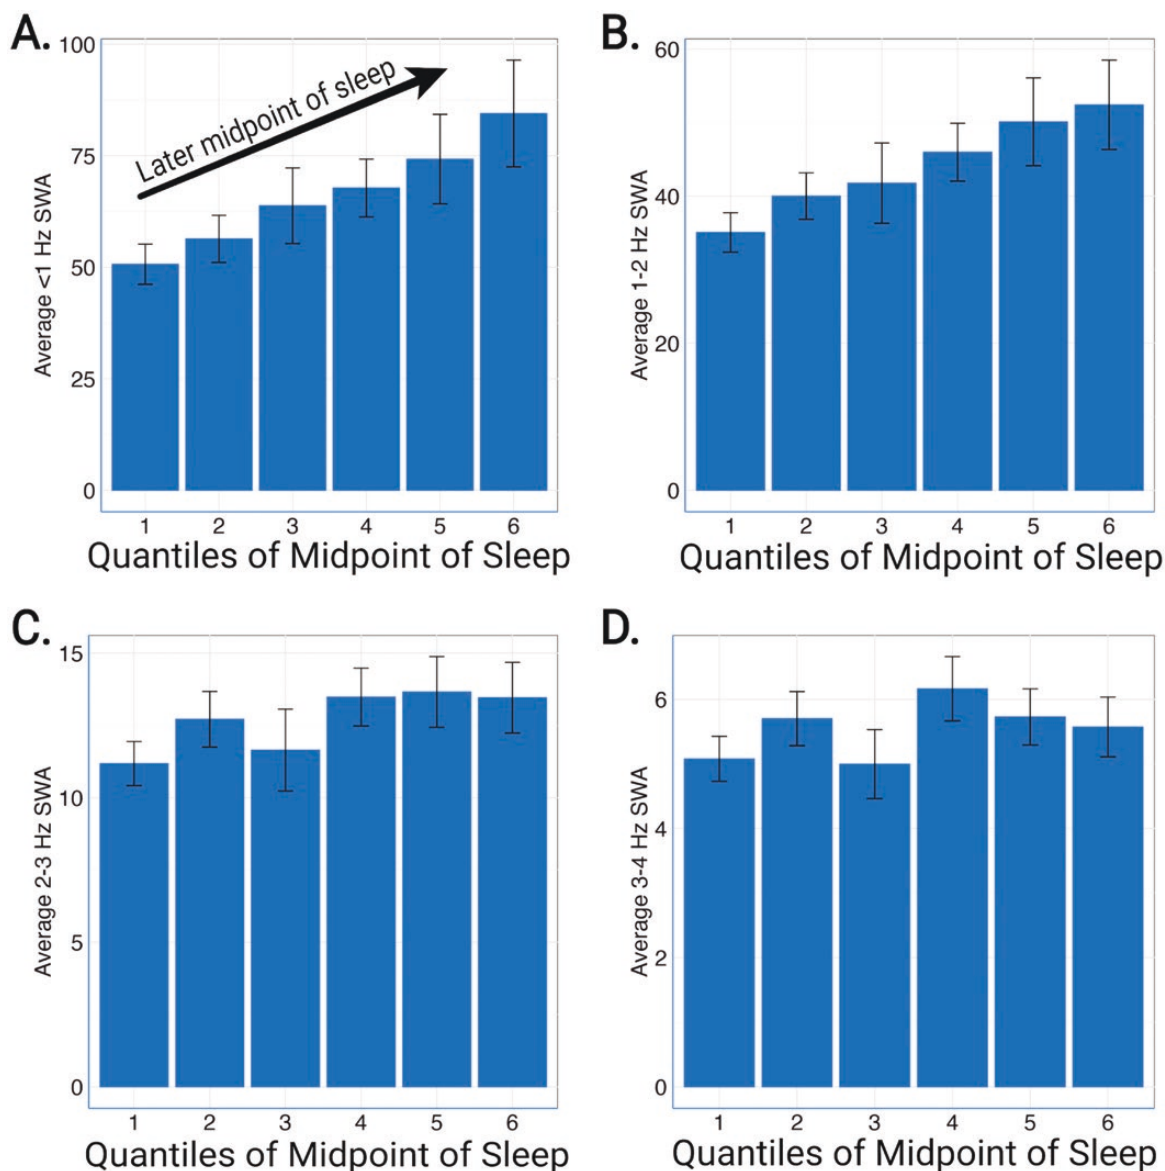 A.
100
75
50
25
0
Average <1 Hz SWA
Later midpoint of sleep
1 2 3 4 5 6
Quantiles of Midpoint of Sleep
B.
60
40
20
0
Average 1-2 Hz SWA
1 2 3 4 5 6
Quantiles of Midpoint of Sleep
C.
15
10
5
0
Average 2-3 Hz SWA
1 2 3 4 5 6
Quantiles of Midpoint of Sleep
D.
6
4
2
0
Average 3-4 Hz SWA
1 2 3 4 5 6
Quantiles of Midpoint of Sleep